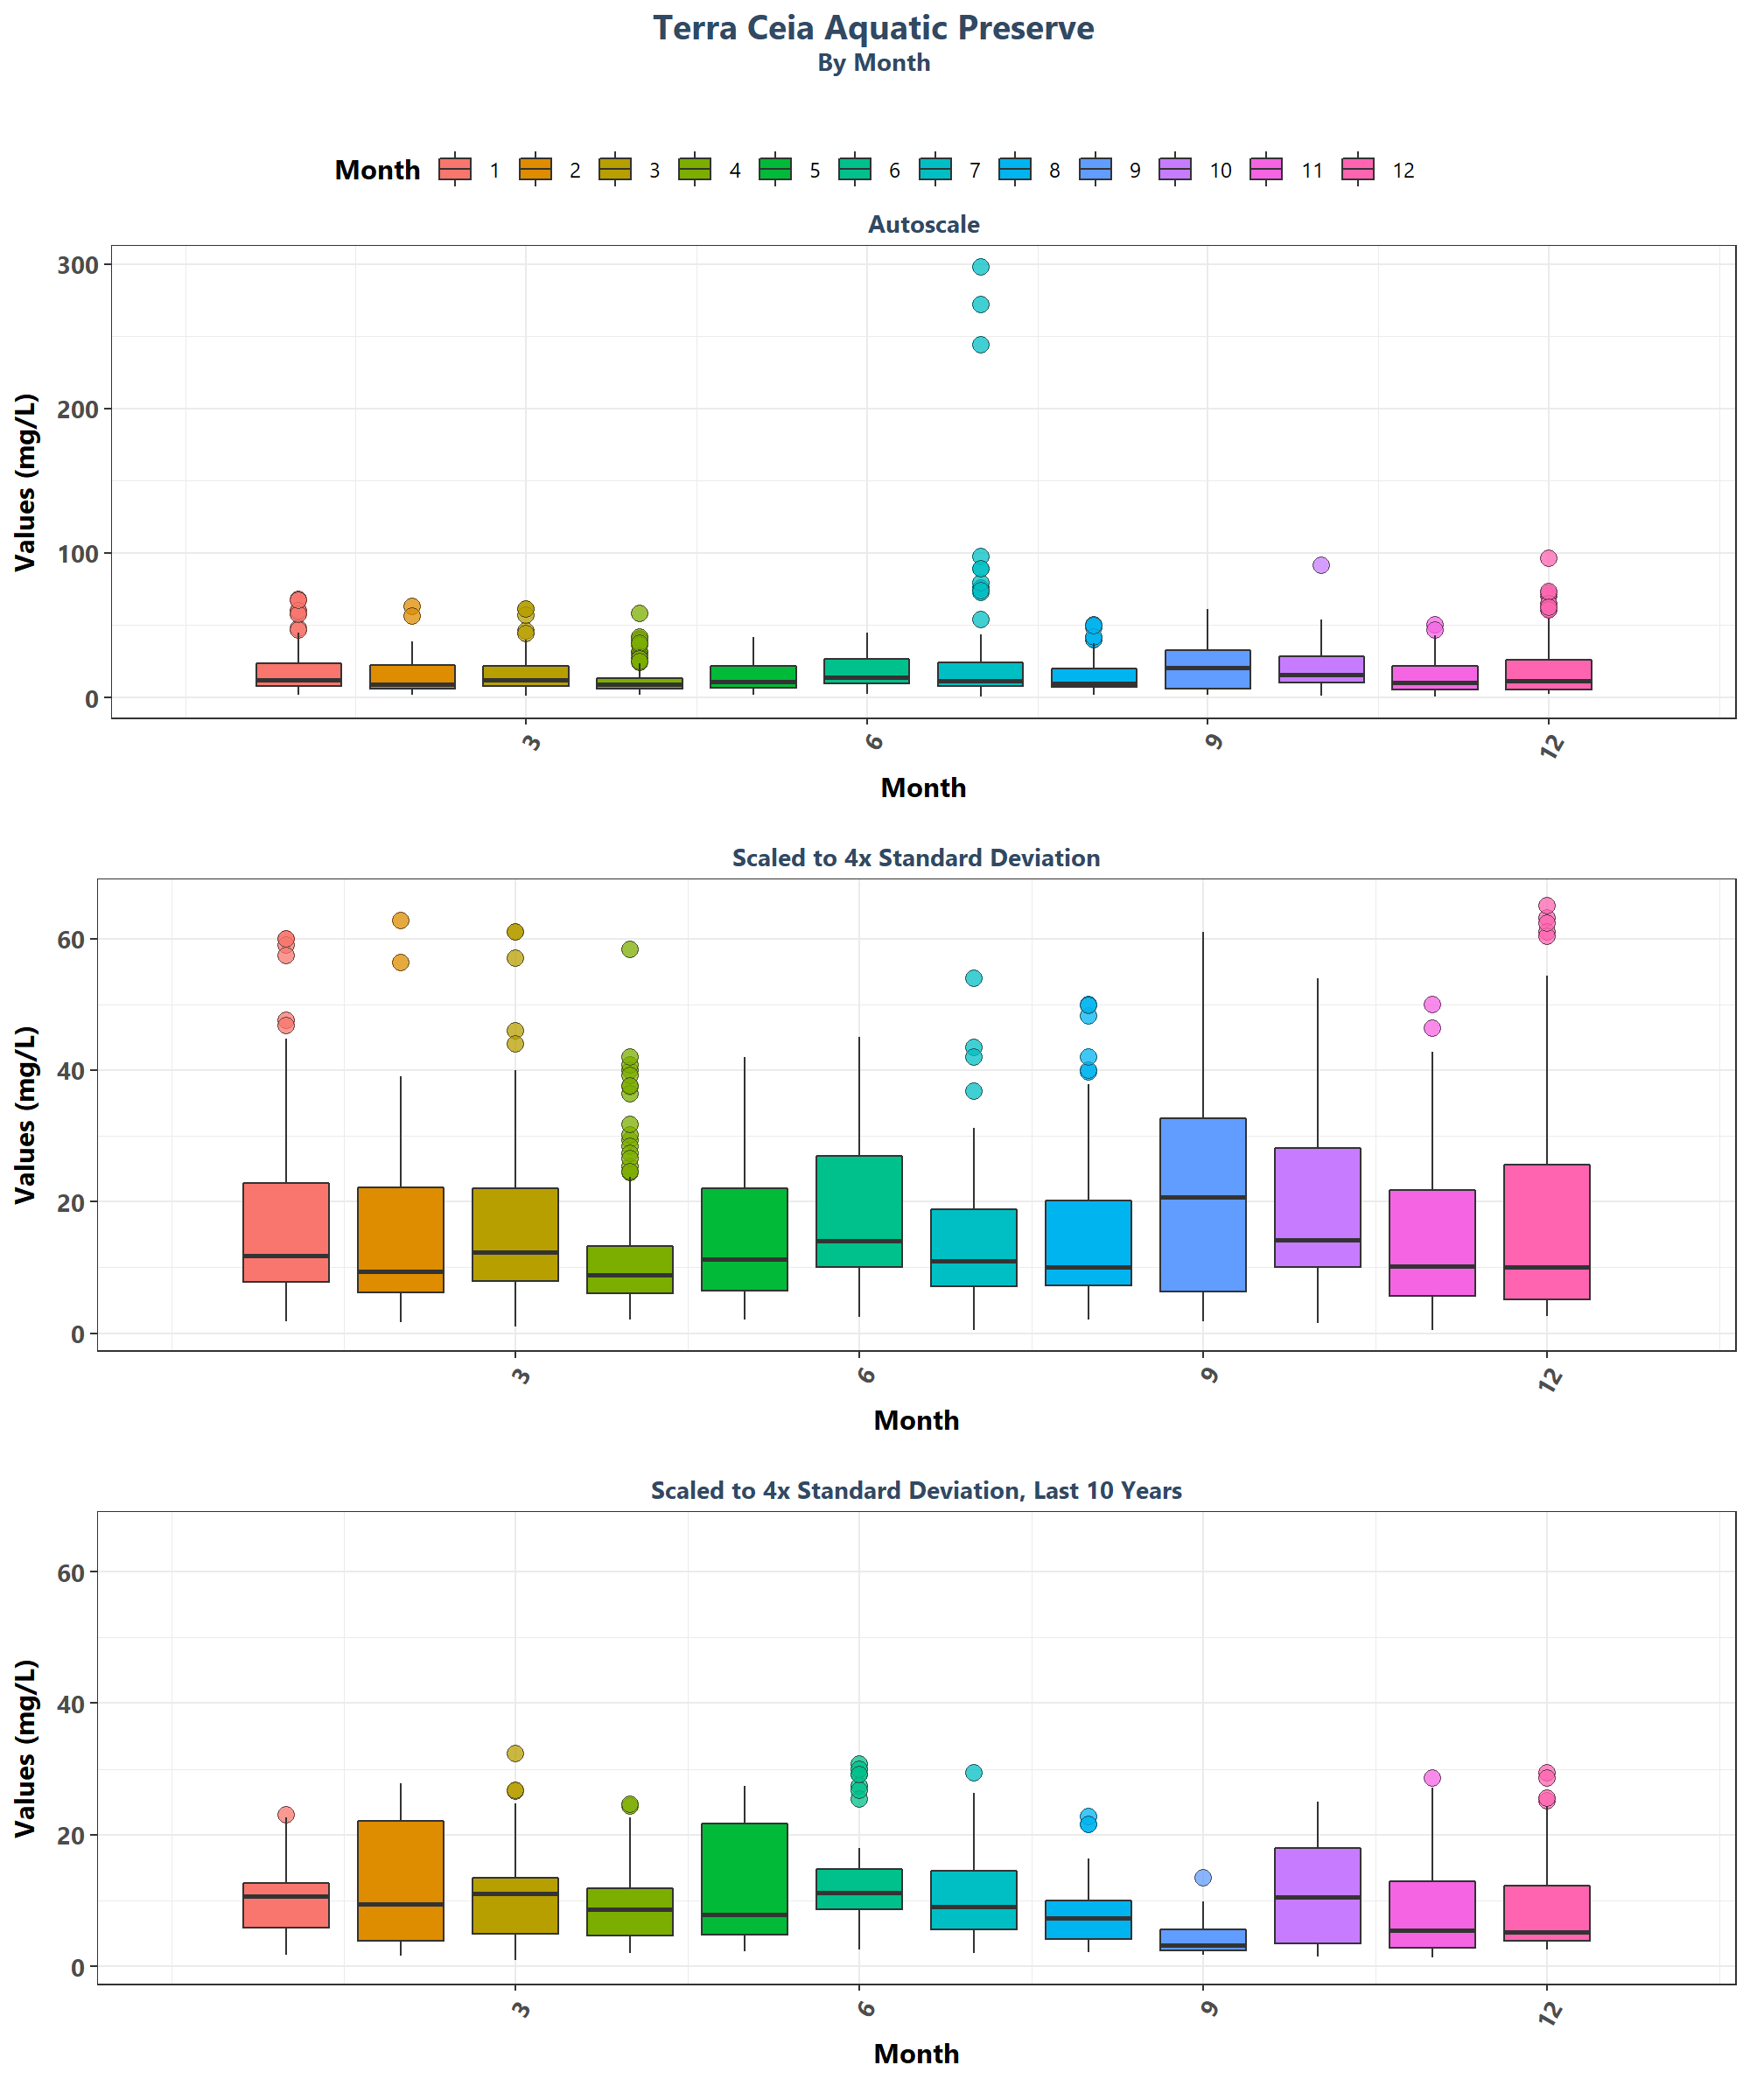 Terra Ceia Aquatic Preserve
By Month
Month 1 2 3 4 5 6 7 8 9 10 11 12
Autoscale
Values (mg/L)
300
200
100
0
3 6 9 12
Month
Scaled to 4x Standard Deviation
Values (mg/L)
60
40
20
0
3 6 9 12
Month
Scaled to 4x Standard Deviation, Last 10 Years
Values (mg/L)
60
40
20
0
3 6 9 12
Month